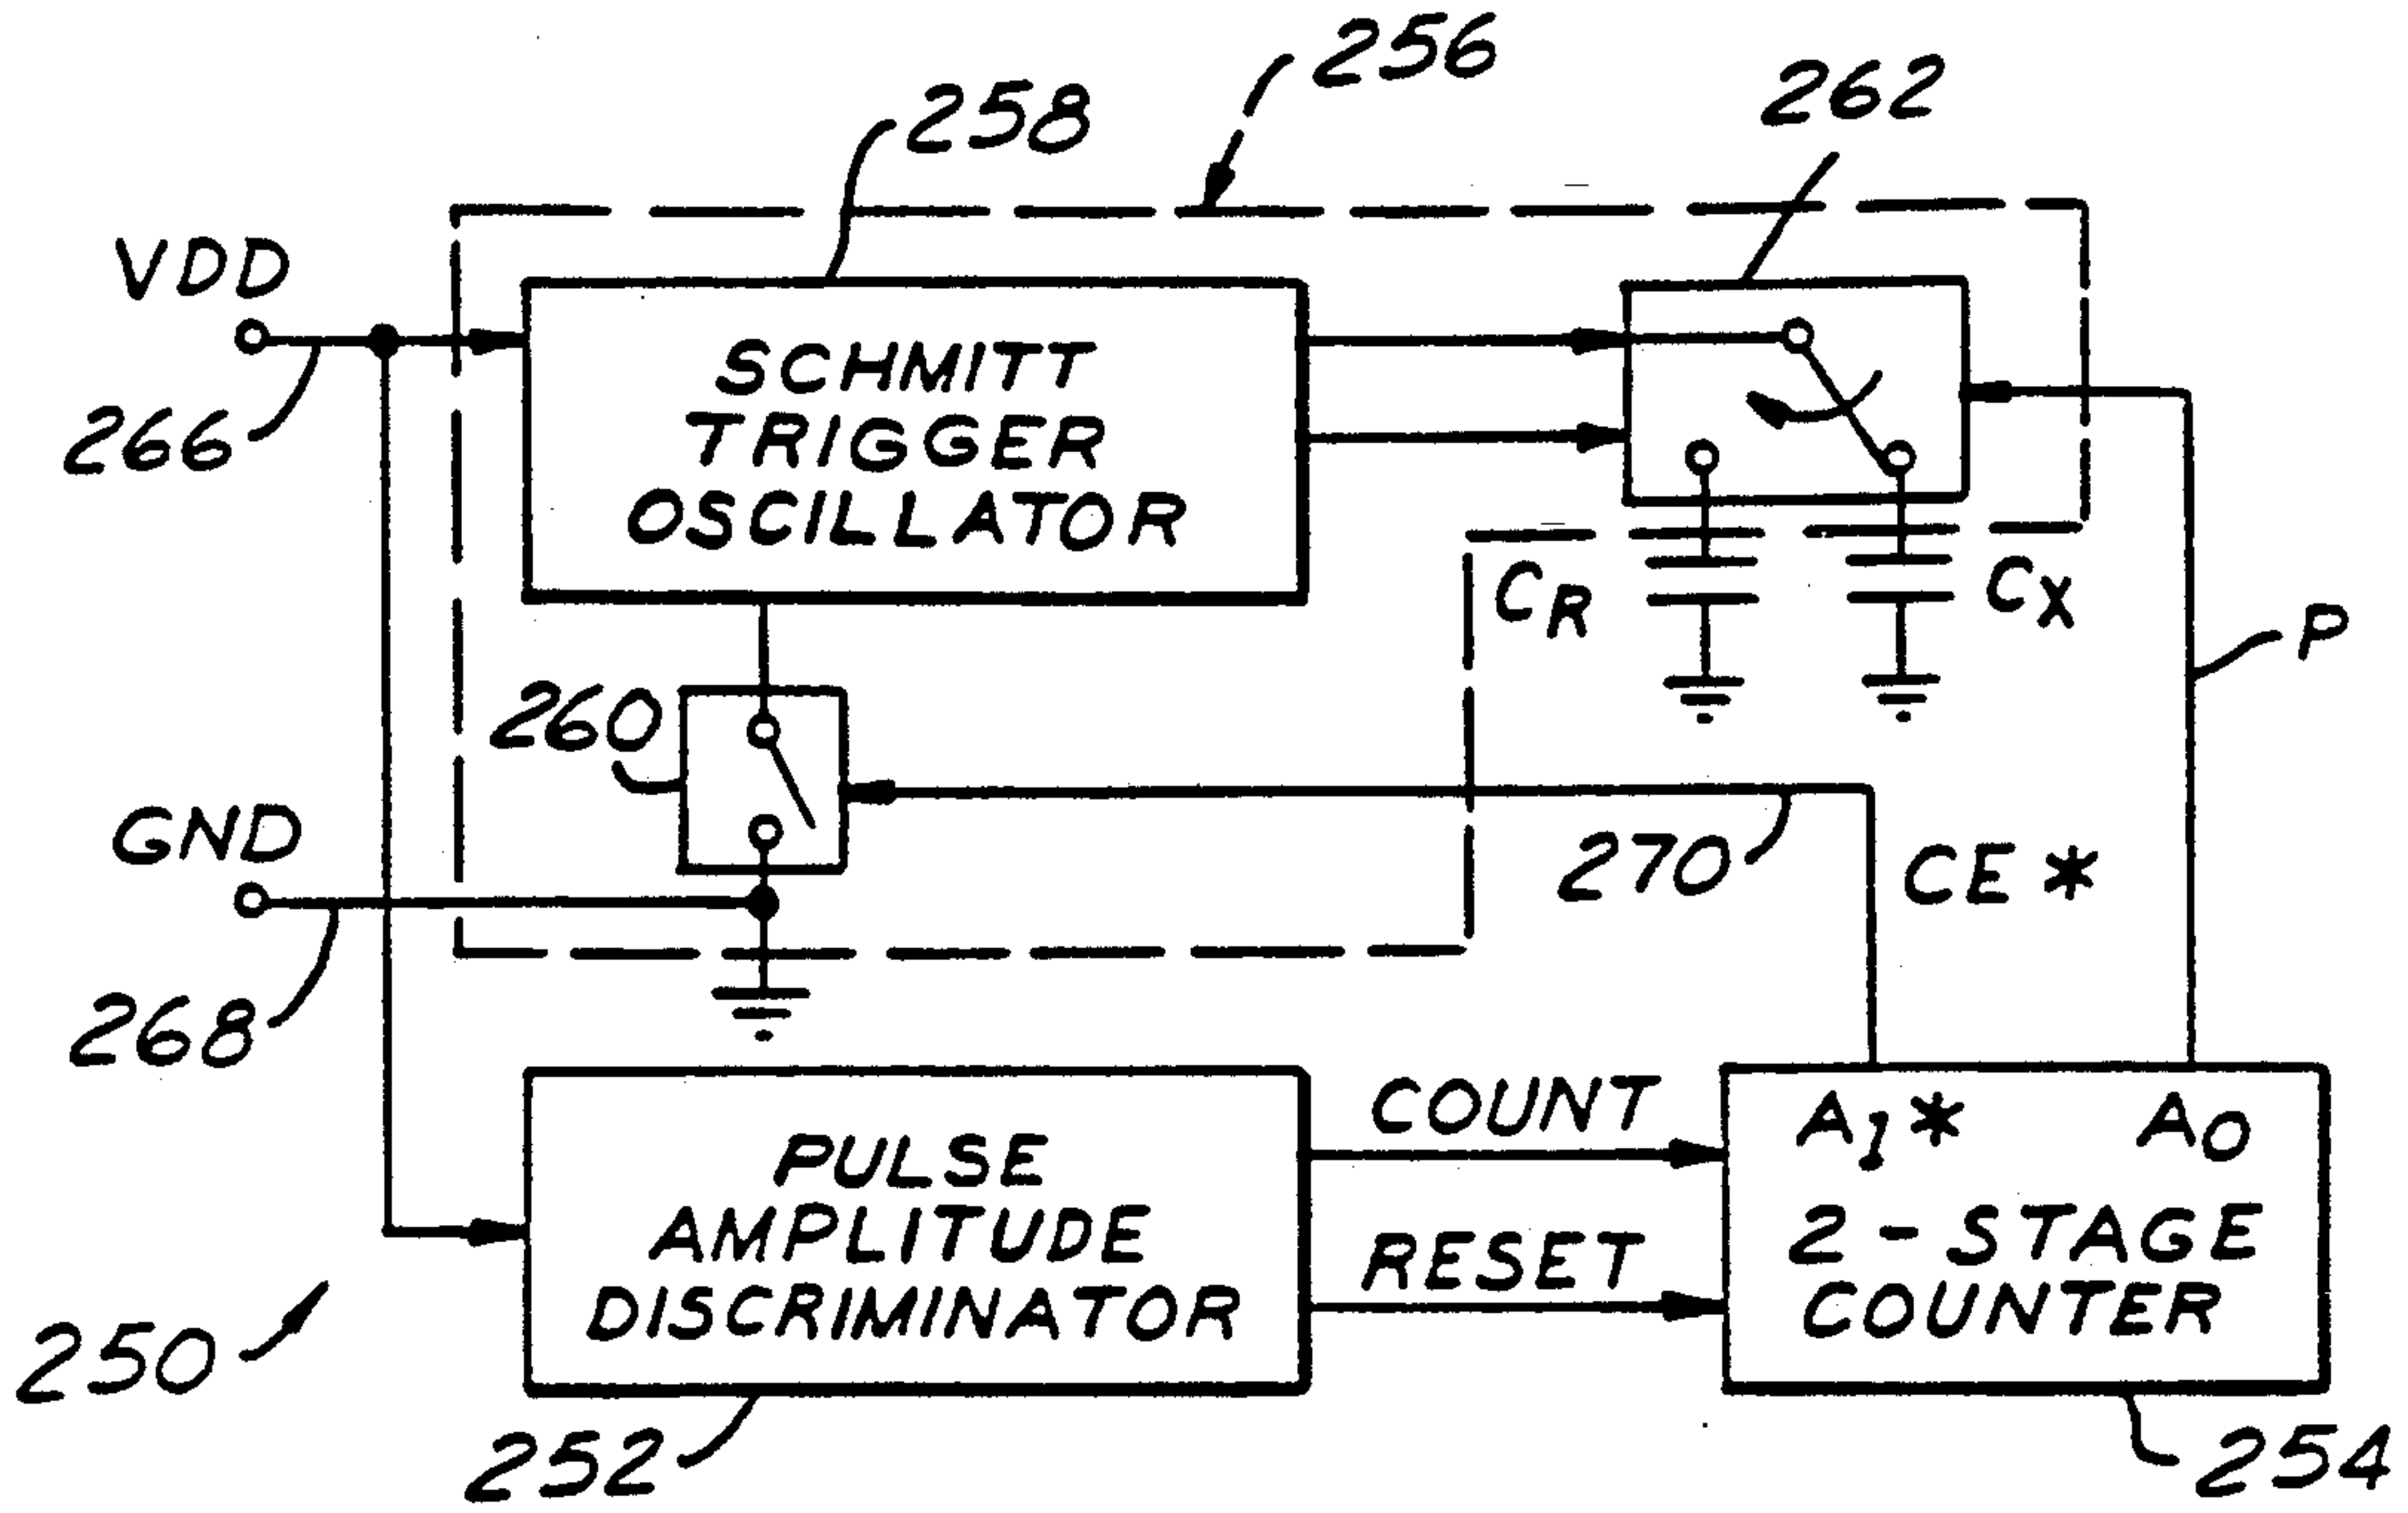 256
258
262
VDD
266
SCHMITT
TRIGGER
OSCILLATOR
CR
CX
P
260
GND
268
270
CE *
PULSE
AMPLITUDE
DISCRIMINATOR
COUNT
RESET
A1* A0
2-STAGE
COUNTER
250
252
254